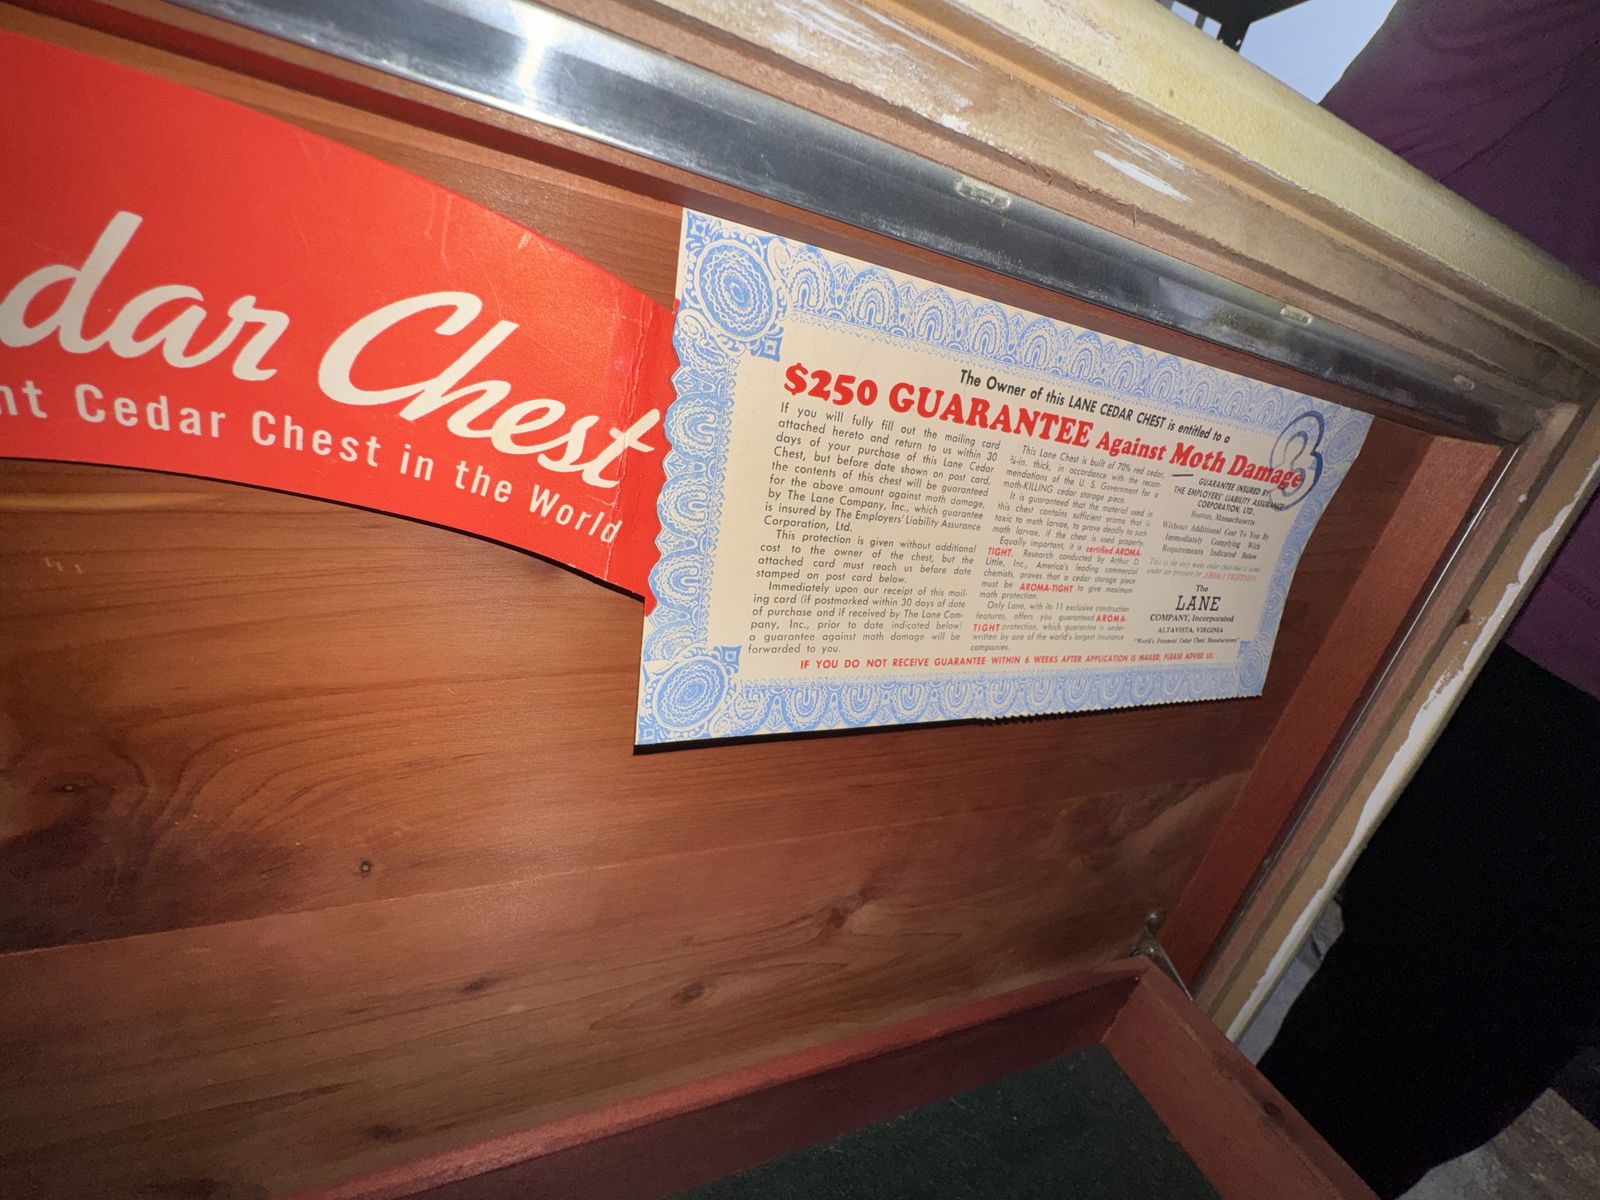 dar Chest
nt Cedar Chest in the World
The Owner of this LANE CEDAR CHEST is entitled to a
$250 GUARANTEE Against Moth Damage
3
If you will fully fill out the mailing card
attached hereto and return to us within 30
days of your purchase of this Lane Cedar
Chest, but before date shown on post card,
the contents of this chest will be guaranteed
for the above amount against moth damage,
by The Lane Company, Inc., which guarantee
is insured by The Employers' Liability Assurance
Corporation, Ltd.
This protection is given without additional
cost to the owner of the chest, but the
attached card must reach us before date
stamped on post card below.
Immediately upon our receipt of this mail-
ing card (if postmarked within 30 days of date
of purchase and if received by The Lane Com-
pany, Inc., prior to date indicated below)
a guarantee against moth damage will be
forwarded to you.
This Lane Chest is built of 70% red cedar,
¾-in. thick, in accordance with the recom-
mendations of the U. S. Government for a
moth-KILLING cedar storage piece.
It is guaranteed that the material used in
this chest contains sufficient aroma that is
toxic to moth larvae, to prove deadly to such
moth larvae, if the chest is used properly.
Equally important, it is certified AROMA-
TIGHT. Research conducted by Arthur D.
Little, Inc., America's leading commercial
chemists, proves that a cedar storage piece
must be AROMA-TIGHT to give maximum
moth protection.
Only Lane, with its 11 exclusive construction
features, offers you guaranteed AROMA-
TIGHT protection, which guarantee is under-
written by one of the world's largest insurance
companies.
GUARANTEE INSURED BY
THE EMPLOYERS LIABILITY ASSURANCE
CORPORATION, LTD.
Boston, Massachusetts
Without Additional Cost To You By
Immediately Complying With
Requirements Indicated Below
This is the only make cedar chest that is tested
under air pressure for AROMA TIGHTNESS.
The
LANE
COMPANY, Incorporated
ALTAVISTA, VIRGINIA
"World's Foremost Cedar Chest Manufacturers"
IF YOU DO NOT RECEIVE GUARANTEE WITHIN 6 WEEKS AFTER APPLICATION IS MAILED, PLEASE ADVISE US.